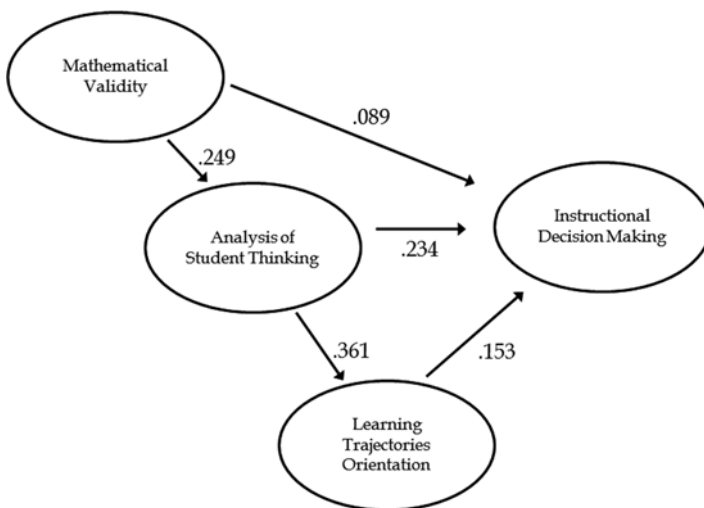 Mathematical
Validity
.089
.249
Analysis of
Student Thinking
.234
Instructional
Decision Making
.361
.153
Learning
Trajectories
Orientation